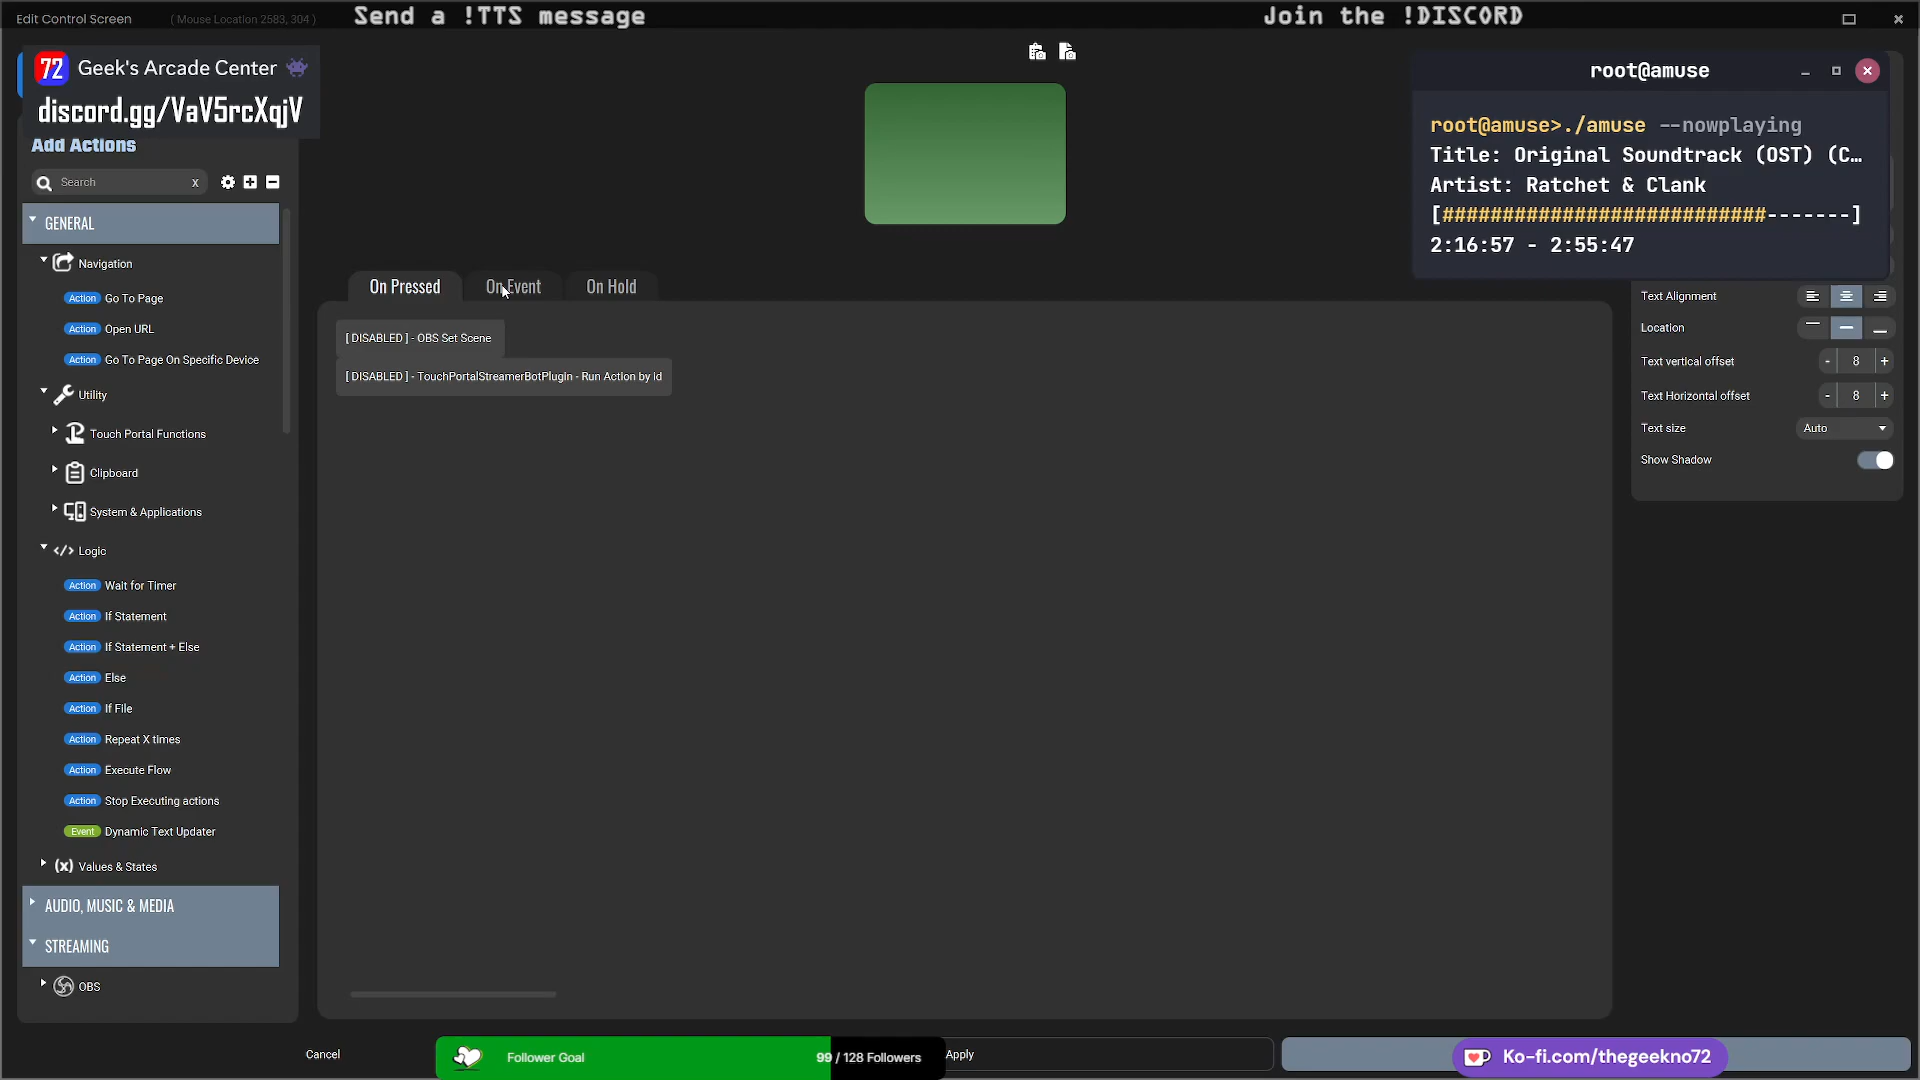 Edit Control Screen
( Mouse Location 2583, 304 )
Send a !TTS message
Join the !DISCORD
72 Geek's Arcade Center
discord.gg/VaV5rcXqjV
Add Actions
Search
x
GENERAL
Navigation
Action Go To Page
Action Open URL
Action Go To Page On Specific Device
Utility
Touch Portal Functions
Clipboard
System & Applications
Logic
Action Wait for Timer
Action If Statement
Action If Statement + Else
Action Else
Action If File
Action Repeat X times
Action Execute Flow
Action Stop Executing actions
Event Dynamic Text Updater
(x) Values & States
AUDIO, MUSIC & MEDIA
STREAMING
OBS
On Pressed
On Event
On Hold
[ DISABLED ] - OBS Set Scene
[ DISABLED ] - TouchPortalStreamerBotPlugin - Run Action by id
root@amuse
root@amuse>./amuse --nowplaying
Title: Original Soundtrack (OST) (C…
Artist: Ratchet & Clank
[###########################-------]
2:16:57 - 2:55:47
Text Alignment
Location
Text vertical offset
- 8 +
Text Horizontal offset
- 8 +
Text size
Auto
Show Shadow
Cancel
Follower Goal
99 / 128 Followers
Apply
Ko-fi.com/thegeekno72